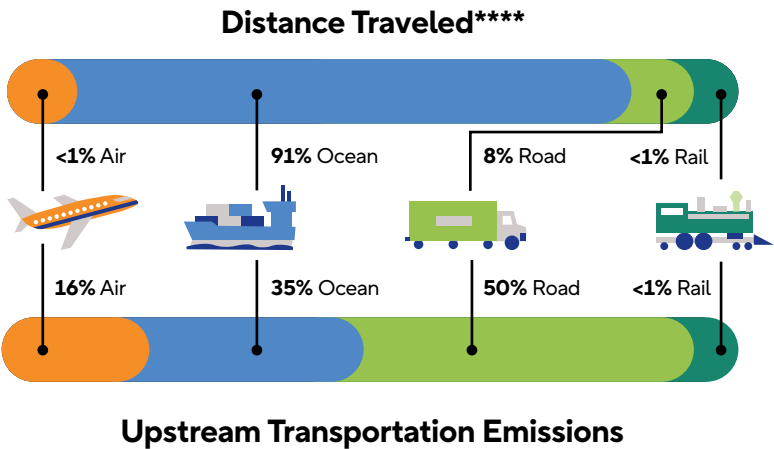 Distance Traveled****
<1% Air
91% Ocean
8% Road
<1% Rail
16% Air
35% Ocean
50% Road
<1% Rail
Upstream Transportation Emissions